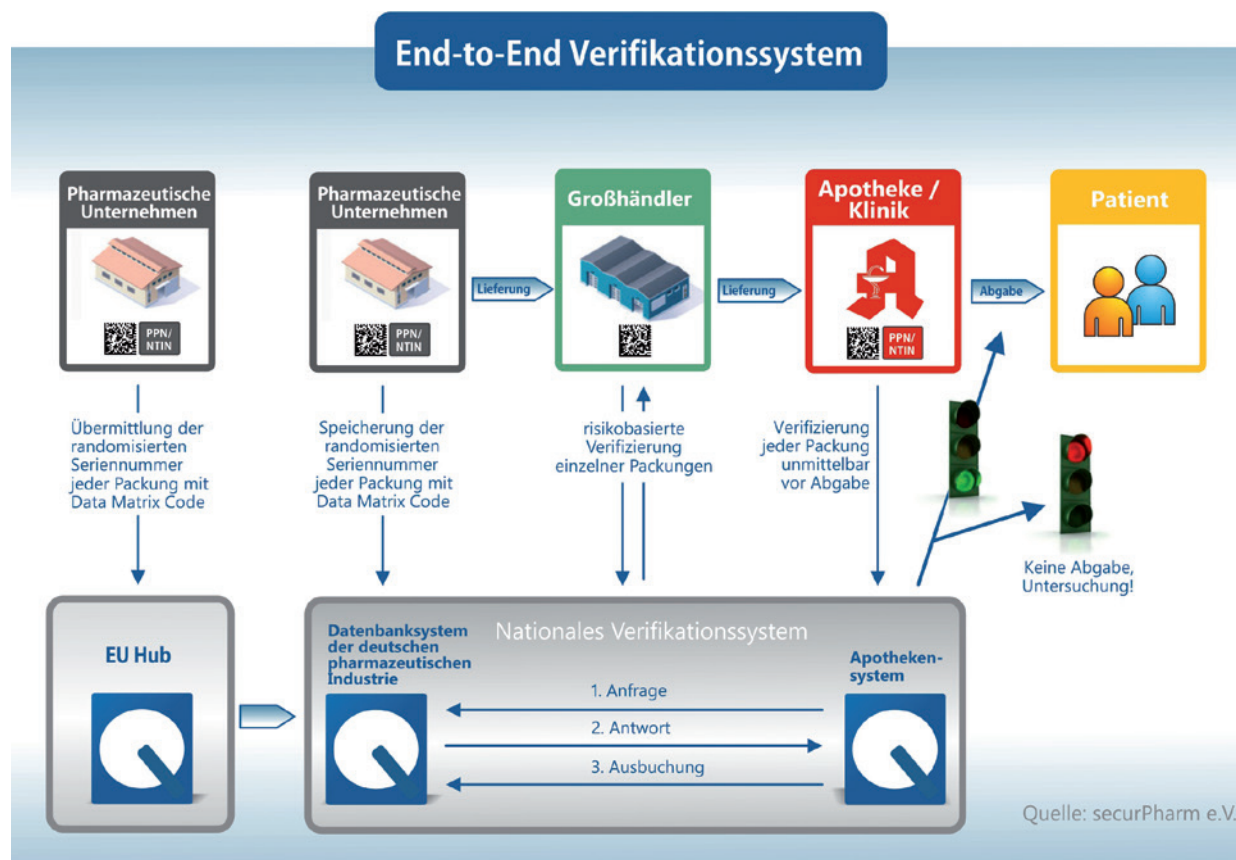 End-to-End Verifikationssystem
Pharmazeutische
Unternehmen
PPN/
NTIN
Pharmazeutische
Unternehmen
PPN/
NTIN
Lieferung
Großhändler
Lieferung
Apotheke /
Klinik
PPN/
NTIN
Abgabe
Patient
Übermittlung der
randomisierten
Seriennummer
jeder Packung mit
Data Matrix Code
Speicherung der
randomisierten
Seriennummer
jeder Packung mit
Data Matrix Code
risikobasierte
Verifizierung
einzelner Packungen
Verifizierung
jeder Packung
unmittelbar
vor Abgabe
Keine Abgabe,
Untersuchung!
EU Hub
Nationales Verifikationssystem
Datenbanksystem
der deutschen
pharmazeutischen
Industrie
Apotheken-
system
1. Anfrage
2. Antwort
3. Ausbuchung
Quelle: securPharm e.V.